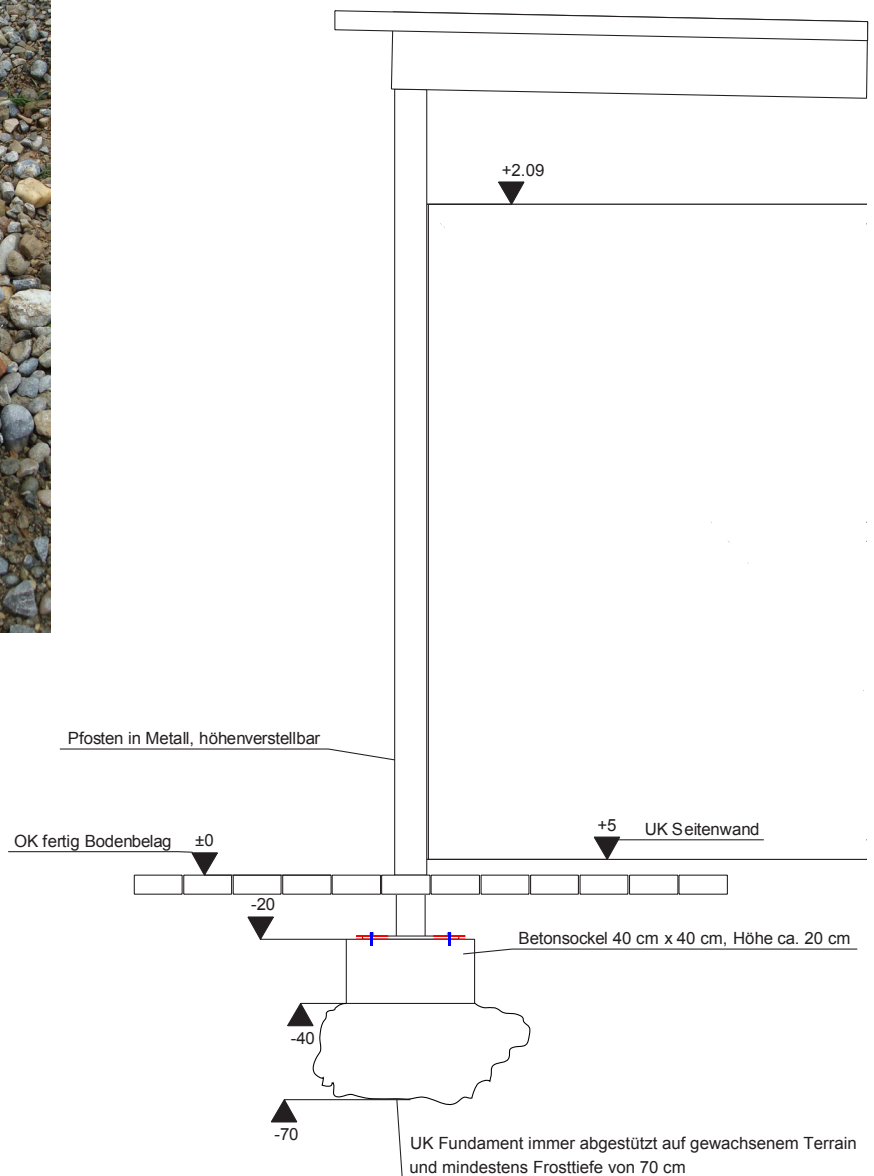 +2.09
Pfosten in Metall, höhenverstellbar
OK fertig Bodenbelag ±0
+5 UK Seitenwand
-20
Betonsockel 40 cm x 40 cm, Höhe ca. 20 cm
-40
-70
UK Fundament immer abgestützt auf gewachsenem Terrain
und mindestens Frosttiefe von 70 cm